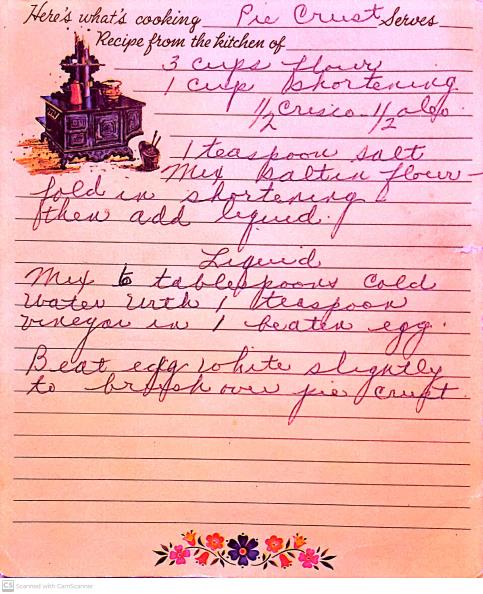 Here's what's cooking Pie Crust Serves
Recipe from the kitchen of
3 cups flour
1 cup shortening
1/2 Crisco - 1/2 oleo.
1 teaspoon salt
Mix salt in flour -
fold in shortening
then add liquid.
Liquid
Mix 6 tablespoons cold
water with 1 teaspoon
vinegar in 1 beaten egg.
Beat egg white slightly
to brush over pie crust.
CS Scanned with CamScanner